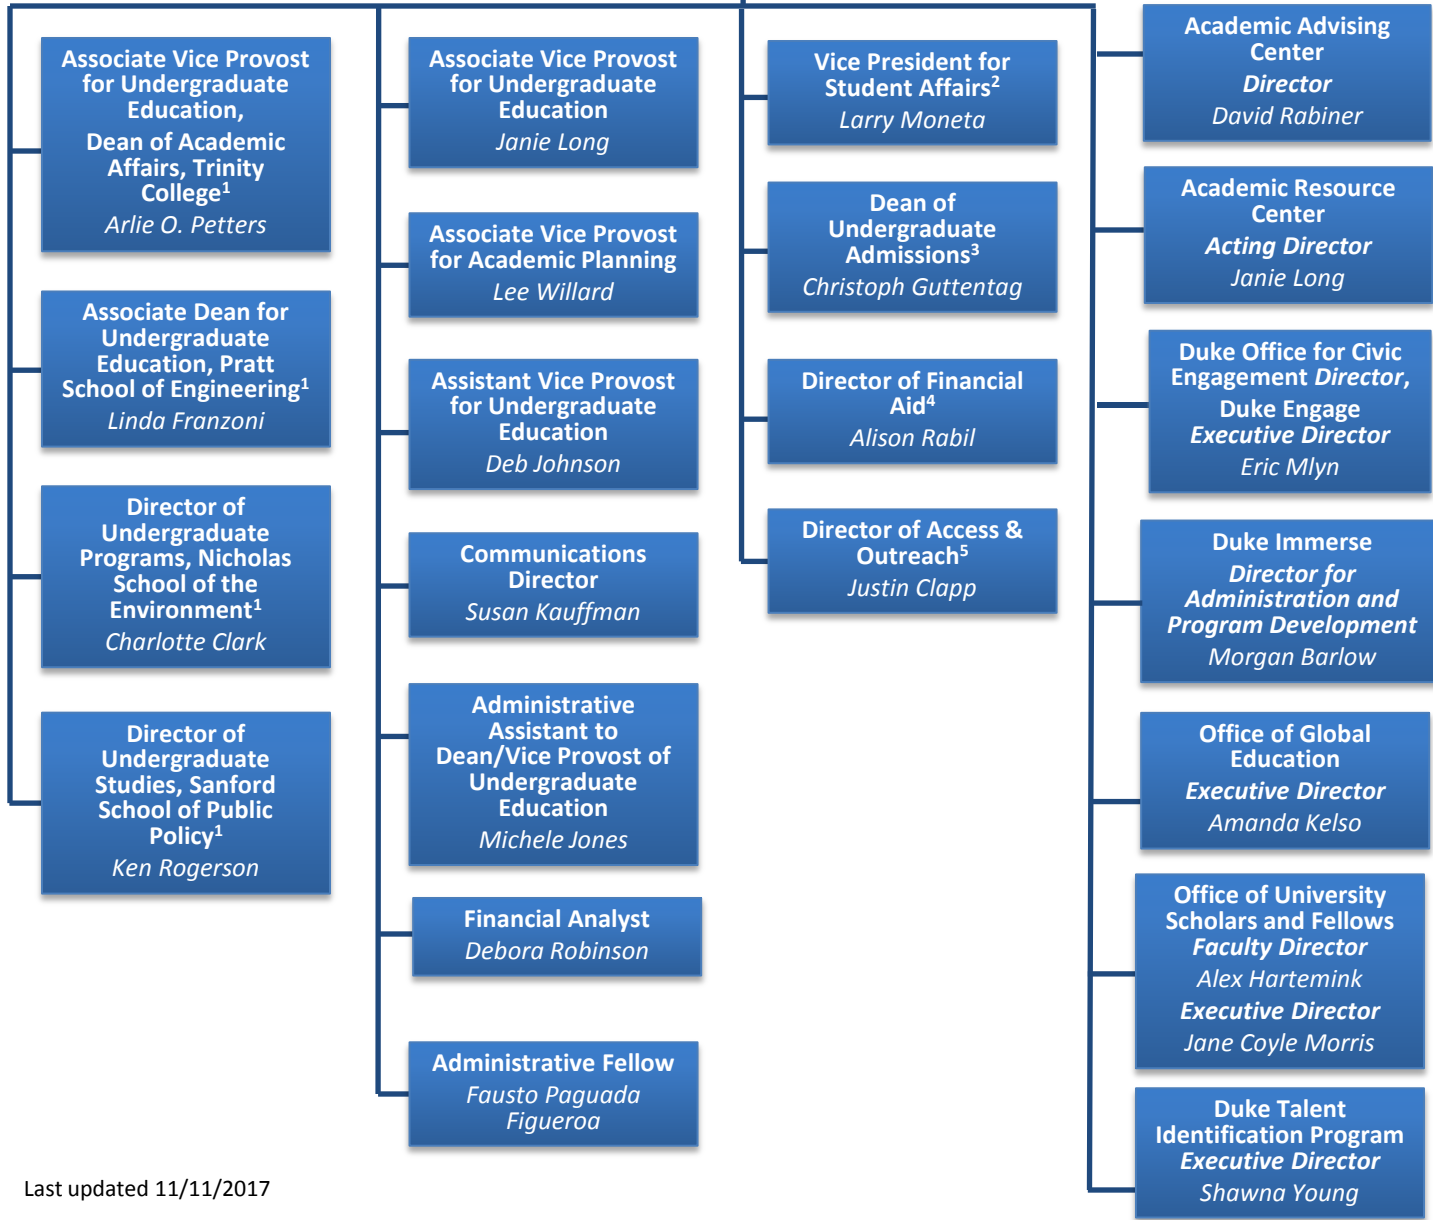 Associate Vice Provost
for Undergraduate
Education,
Dean of Academic
Affairs, Trinity
College¹
Arlie O. Petters
Associate Dean for
Undergraduate
Education, Pratt
School of Engineering¹
Linda Franzoni
Director of
Undergraduate
Programs, Nicholas
School of the
Environment¹
Charlotte Clark
Director of
Undergraduate
Studies, Sanford
School of Public
Policy¹
Ken Rogerson
Associate Vice Provost
for Undergraduate
Education
Janie Long
Associate Vice Provost
for Academic Planning
Lee Willard
Assistant Vice Provost
for Undergraduate
Education
Deb Johnson
Communications
Director
Susan Kauffman
Administrative
Assistant to
Dean/Vice Provost of
Undergraduate
Education
Michele Jones
Financial Analyst
Debora Robinson
Administrative Fellow
Fausto Paguada
Figueroa
Vice President for
Student Affairs²
Larry Moneta
Dean of
Undergraduate
Admissions³
Christoph Guttentag
Director of Financial
Aid⁴
Alison Rabil
Director of Access &
Outreach⁵
Justin Clapp
Academic Advising
Center
Director
David Rabiner
Academic Resource
Center
Acting Director
Janie Long
Duke Office for Civic
Engagement Director,
Duke Engage
Executive Director
Eric Mlyn
Duke Immerse
Director for
Administration and
Program Development
Morgan Barlow
Office of Global
Education
Executive Director
Amanda Kelso
Office of University
Scholars and Fellows
Faculty Director
Alex Hartemink
Executive Director
Jane Coyle Morris
Duke Talent
Identification Program
Executive Director
Shawna Young
Last updated 11/11/2017